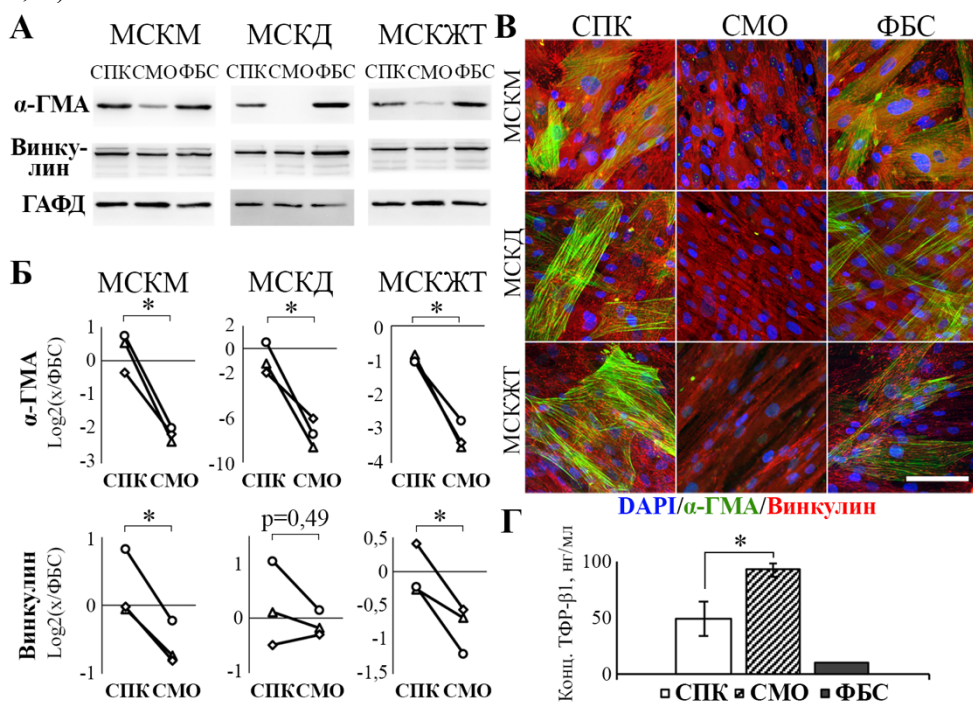 А
МСКМ МСКД МСКЖТ
СПК СМО ФБС СПК СМО ФБС СПК СМО ФБС
α-ГМА
Винку-
лин
ГАФД
Б
МСКМ МСКД МСКЖТ
α-ГМА
Log2(x/ФБС)
1
0
-1
-2
-3
*
СПК СМО
2
0
-2
-6
-10
*
СПК СМО
0
-1
-2
-3
-4
*
СПК СМО
Винкулин
Log2(x/ФБС)
1
0
-1
*
СПК СМО
1
0
-1
p=0,49
СПК СМО
0,5
0
-0,5
-1
-1,5
*
СПК СМО
В
СПК СМО ФБС
МСКМ
МСКД
МСКЖТ
DAPI/α-ГМА/Винкулин
Г
Конц. ТФР-β1, нг/мл
100
50
0
*
СПК СМО ФБС